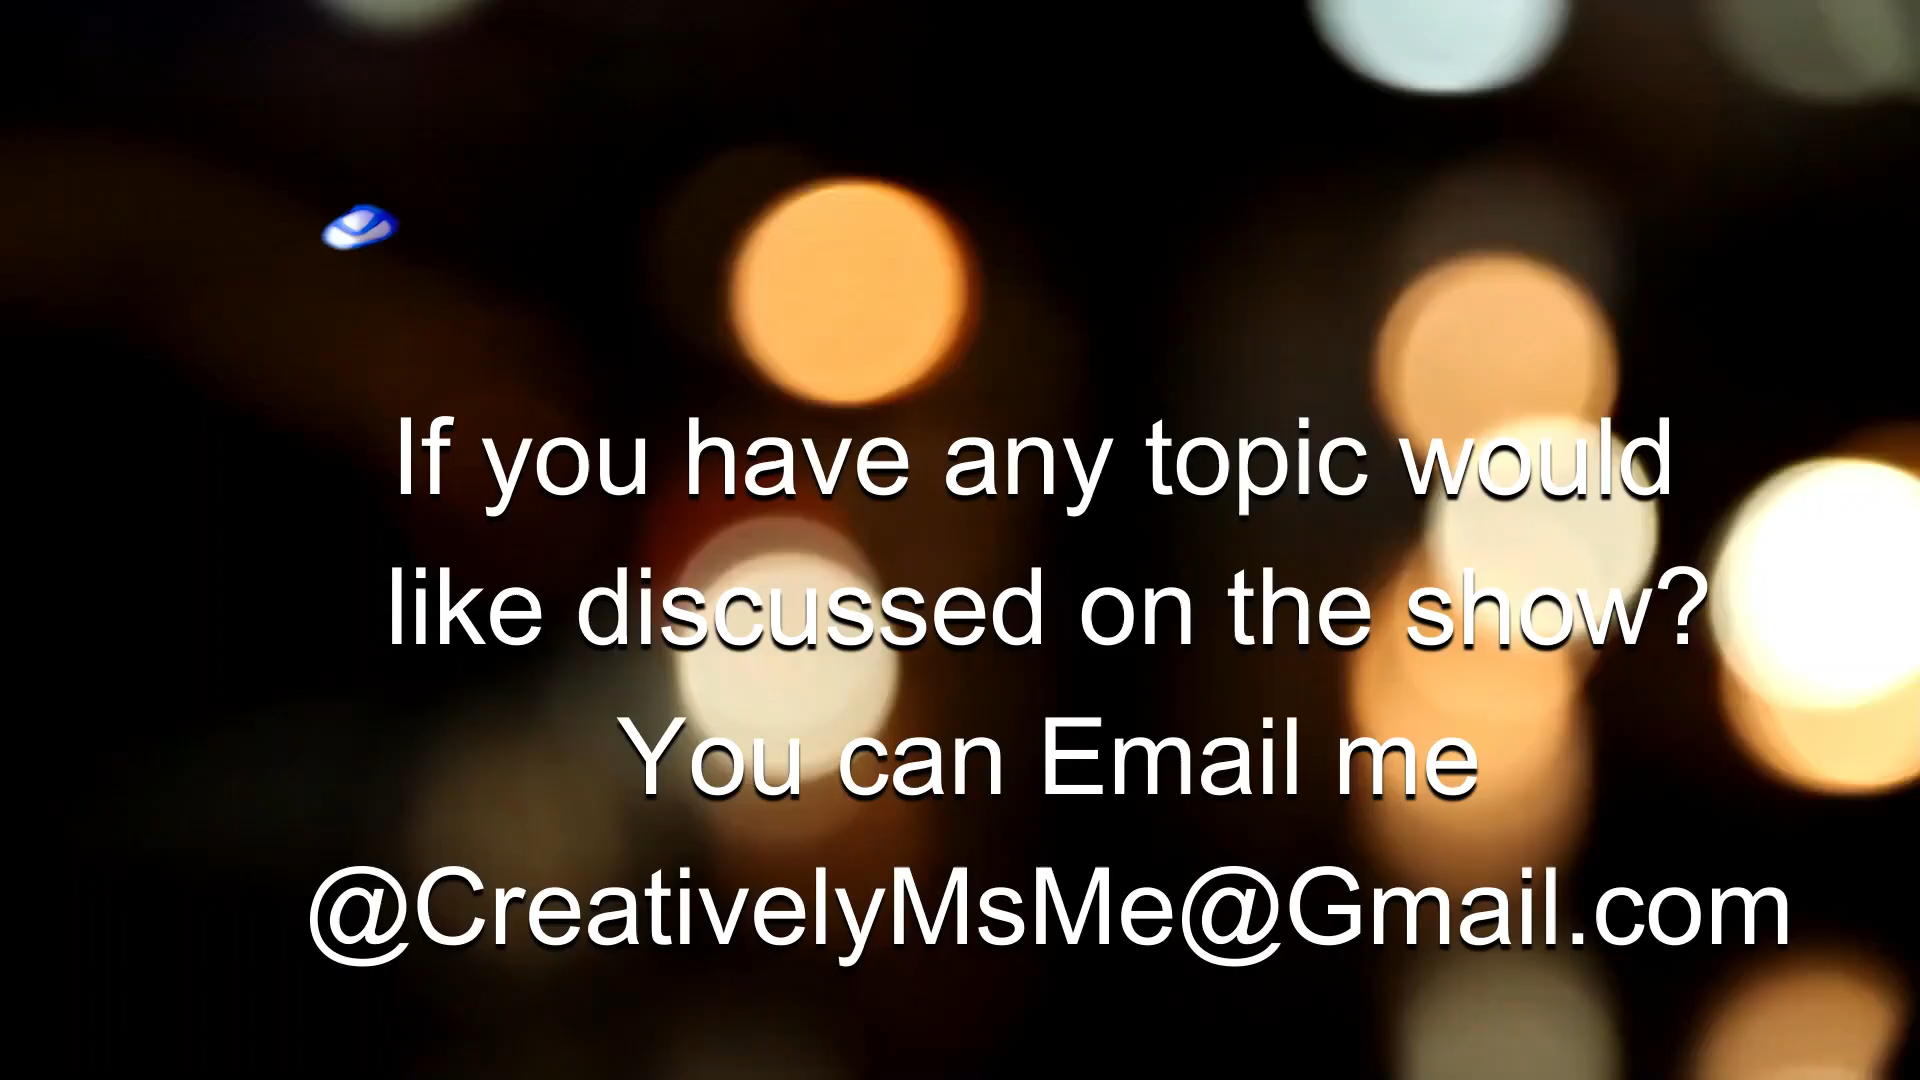 If you have any topic would
like discussed on the show?
You can Email me
@CreativelyMsMe@Gmail.com